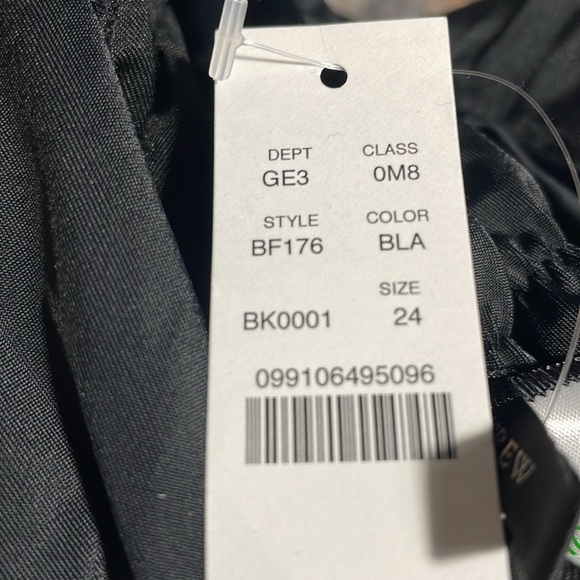 DEPT CLASS
GE3 0M8
STYLE COLOR
BF176 BLA
SIZE
BK0001 24
099106495096